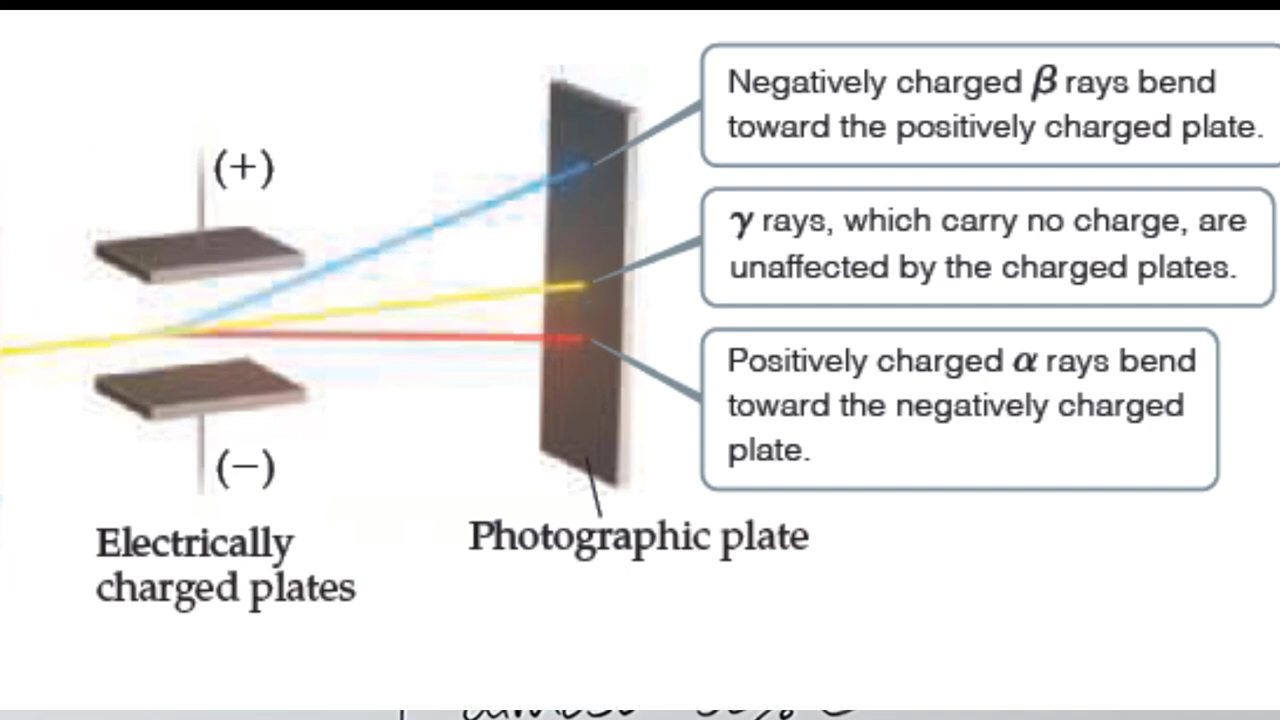 (+)
(−)
Electrically
charged plates
Photographic plate
Negatively charged β rays bend
toward the positively charged plate.
γ rays, which carry no charge, are
unaffected by the charged plates.
Positively charged α rays bend
toward the negatively charged
plate.